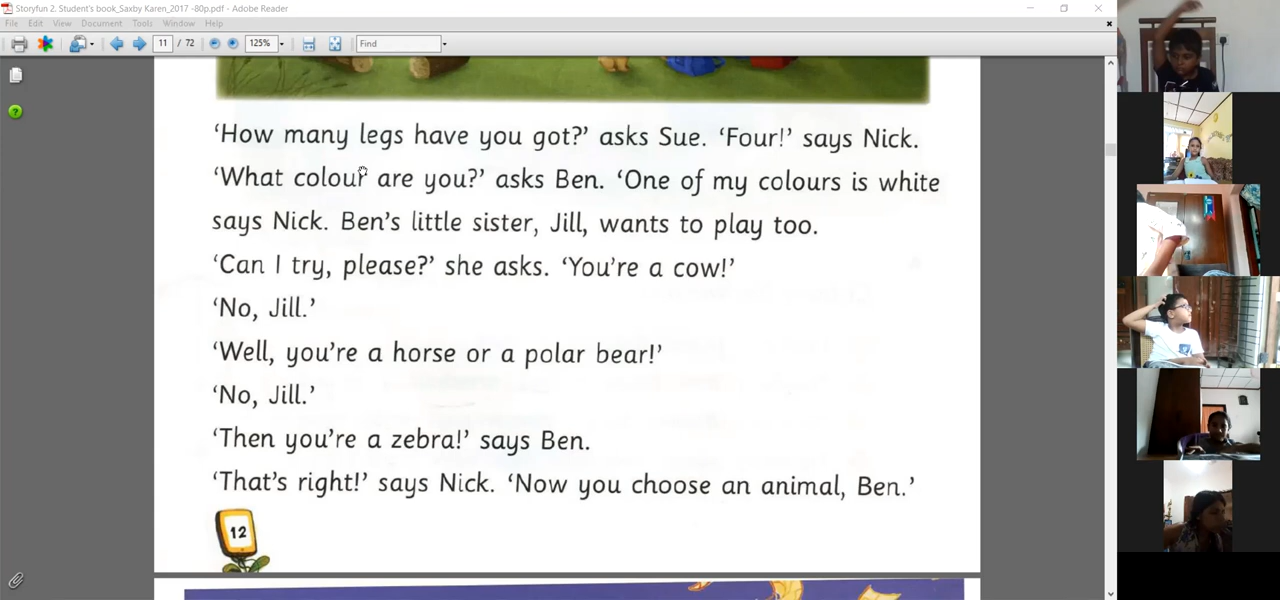 Storyfun 2. Student's book_Saxby Karen_2017 -80p.pdf - Adobe Reader
File Edit View Document Tools Window Help
11 / 72 125% Find
'How many legs have you got?' asks Sue. 'Four!' says Nick.
'What colour are you?' asks Ben. 'One of my colours is white
says Nick. Ben's little sister, Jill, wants to play too.
'Can I try, please?' she asks. 'You're a cow!'
'No, Jill.'
'Well, you're a horse or a polar bear!'
'No, Jill.'
'Then you're a zebra!' says Ben.
'That's right!' says Nick. 'Now you choose an animal, Ben.'
12